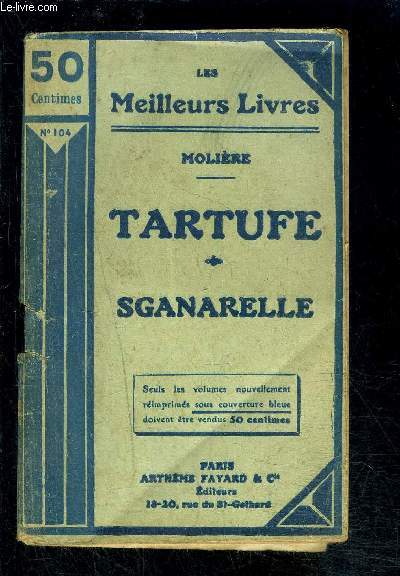 Le-livre.com
50
Centimes
N° 104
LES
Meilleurs Livres
MOLIÈRE
TARTUFE
SGANARELLE
Seuls les volumes nouvellement
réimprimés sous couverture bleue
doivent être vendus 50 centimes
PARIS
ARTHÈME FAYARD & Cie
Éditeurs
18-20, rue du St-Gothard